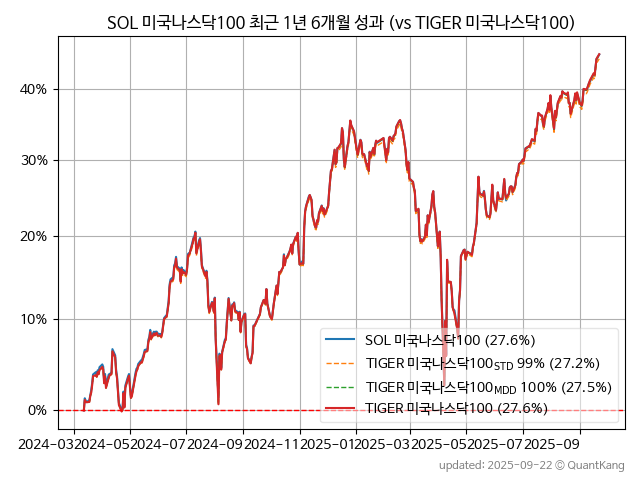 SOL 미국나스닥100 최근 1년 6개월 성과 (vs TIGER 미국나스닥100)
40%
30%
20%
10%
0%
SOL 미국나스닥100 (27.6%)
TIGER 미국나스닥100STD 99% (27.2%)
TIGER 미국나스닥100MDD 100% (27.5%)
TIGER 미국나스닥100 (27.6%)
2024-03 2024-05 2024-07 2024-09 2024-11 2025-01 2025-03 2025-05 2025-07 2025-09
updated: 2025-09-22 © QuantKang